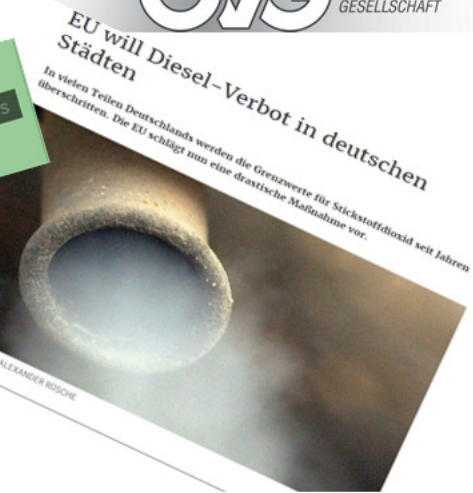 GESELLSCHAFT
EU will Diesel-Verbot in deutschen
Städten
In vielen Teilen Deutschlands werden die Grenzwerte für Stickstoffdioxid seit Jahren
überschritten. Die EU schlägt nun eine drastische Maßnahme vor.
ALEXANDER RÜSCHE